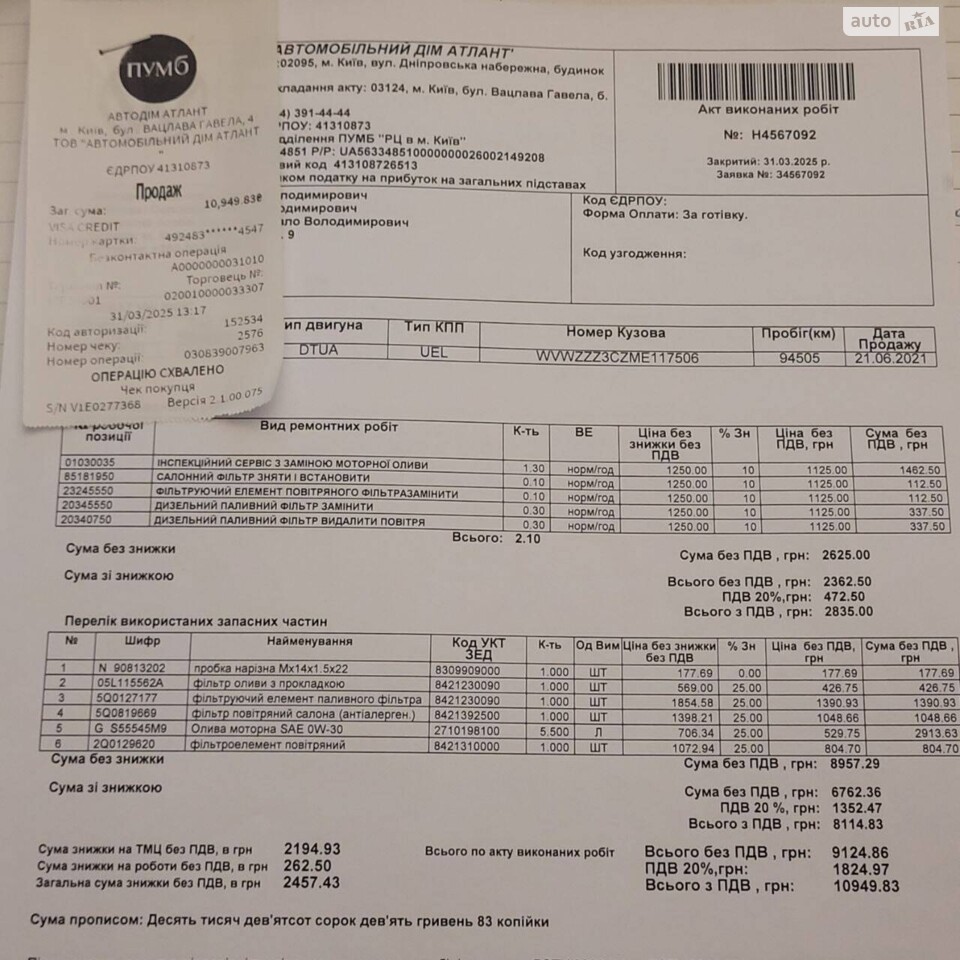 auto RIA
ПУМБ
АВТОДІМ АТЛАНТ
м Київ, бул. ВАЦЛАВА ГАВЕЛА, 4
ТОВ "АВТОМОБІЛЬНИЙ ДІМ АТЛАНТ
"
ЄДРПОУ 41310873
Продаж
Заг сума: 10,949.83₴
VISA CREDIT
Номер картки: 492483******4547
Безконтактна операція
A0000000031010
№: Торговець №:
01 020010000033307
31/03/2025 13:17
Код авторизації: 152534
Номер чеку: 2576
Номер операції: 030839007963
ОПЕРАЦІЮ СХВАЛЕНО
Чек покупця
S/N V1E0277368 Версія 2.1.00.075
АВТОМОБІЛЬНИЙ ДІМ АТЛАНТ'
:02095, м. Київ, вул. Дніпровська набережна, будинок
кладання акту: 03124, м. Київ, бул. Вацлава Гавела, б.
4) 391-44-44
РПОУ: 41310873
дділення ПУМБ "РЦ в м. Київ"
4851 Р/Р: UA563348510000000026002149208
вий код 413108726513
ком податку на прибуток на загальних підставах
Акт виконаних робіт
№: Н4567092
Закритий: 31.03.2025 р.
Заявка №: З4567092
лодимирович
одимирович
ло Володимирович
. 9
Код ЄДРПОУ:
Форма Оплати: За готівку.
Код узгодження:
ип двигуна Тип КПП Номер Кузова Пробіг(км) Дата Продажу
DTUA UEL WVWZZZ3CZME117506 94505 21.06.2021
№ робочої позиції Вид ремонтних робіт К-ть ВЕ Ціна без знижки без ПДВ % Зн Ціна без ПДВ, грн Сума без ПДВ , грн
01030035 ІНСПЕКЦІЙНИЙ СЕРВІС З ЗАМІНОЮ МОТОРНОЇ ОЛИВИ 1.30 норм/год 1250.00 10 1125.00 1462.50
85181950 САЛОННИЙ ФІЛЬТР ЗНЯТИ І ВСТАНОВИТИ 0.10 норм/год 1250.00 10 1125.00 112.50
23245550 ФІЛЬТРУЮЧИЙ ЕЛЕМЕНТ ПОВІТРЯНОГО ФІЛЬТРАЗАМІНИТИ 0.10 норм/год 1250.00 10 1125.00 112.50
20345550 ДИЗЕЛЬНИЙ ПАЛИВНИЙ ФІЛЬТР ЗАМІНИТИ 0.30 норм/год 1250.00 10 1125.00 337.50
20340750 ДИЗЕЛЬНИЙ ПАЛИВНИЙ ФІЛЬТР ВИДАЛИТИ ПОВІТРЯ 0.30 норм/год 1250.00 10 1125.00 337.50
Всього: 2.10
Сума без знижки Сума без ПДВ , грн: 2625.00
Сума зі знижкою Всього без ПДВ , грн: 2362.50
ПДВ 20%,грн: 472.50
Всього з ПДВ , грн: 2835.00
Перелік використаних запасних частин
№ Шифр Найменування Код УКТ ЗЕД К-ть Од Вим Ціна без знижки без ПДВ % Зн Ціна без ПДВ, грн Сума без ПДВ , грн
1 N 90813202 пробка нарізна Мх14х1.5х22 8309909000 1.000 ШТ 177.69 0.00 177.69 177.69
2 05L115562A фільтр оливи з прокладкою 8421230090 1.000 ШТ 569.00 25.00 426.75 426.75
3 5Q0127177 фільтруючий елемент паливного фільтра 8421230090 1.000 ШТ 1854.58 25.00 1390.93 1390.93
4 5Q0819669 фільтр повітряний салона (антіалерген.) 8421392500 1.000 ШТ 1398.21 25.00 1048.66 1048.66
5 G S55545M9 Олива моторна SAE 0W-30 2710198100 5.500 Л 706.34 25.00 529.75 2913.63
6 2Q0129620 фільтроелемент повітряний 8421310000 1.000 ШТ 1072.94 25.00 804.70 804.70
Сума без знижки Сума без ПДВ , грн: 8957.29
Сума зі знижкою Сума без ПДВ , грн: 6762.36
ПДВ 20 %, грн: 1352.47
Всього з ПДВ , грн: 8114.83
Сума знижки на ТМЦ без ПДВ, в грн 2194.93
Сума знижки на роботи без ПДВ, в грн 262.50
Загальна сума знижки без ПДВ, в грн 2457.43
Всього по акту виконаних робіт Всього без ПДВ , грн: 9124.86
ПДВ 20%,грн: 1824.97
Всього з ПДВ , грн: 10949.83
Сума прописом: Десять тисяч дев'ятсот сорок дев'ять гривень 83 копійки